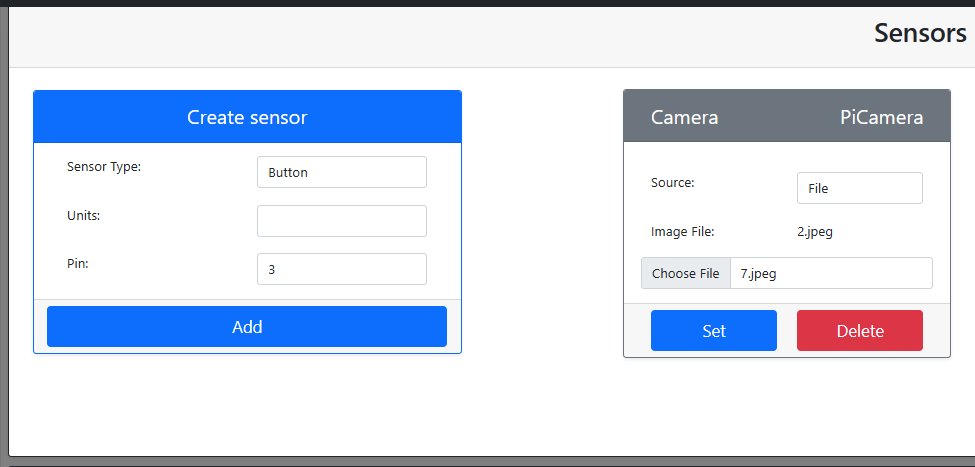 Sensors
Create sensor
Sensor Type: Button
Units:
Pin: 3
Add
Camera PiCamera
Source: File
Image File: 2.jpeg
Choose File 7.jpeg
Set Delete